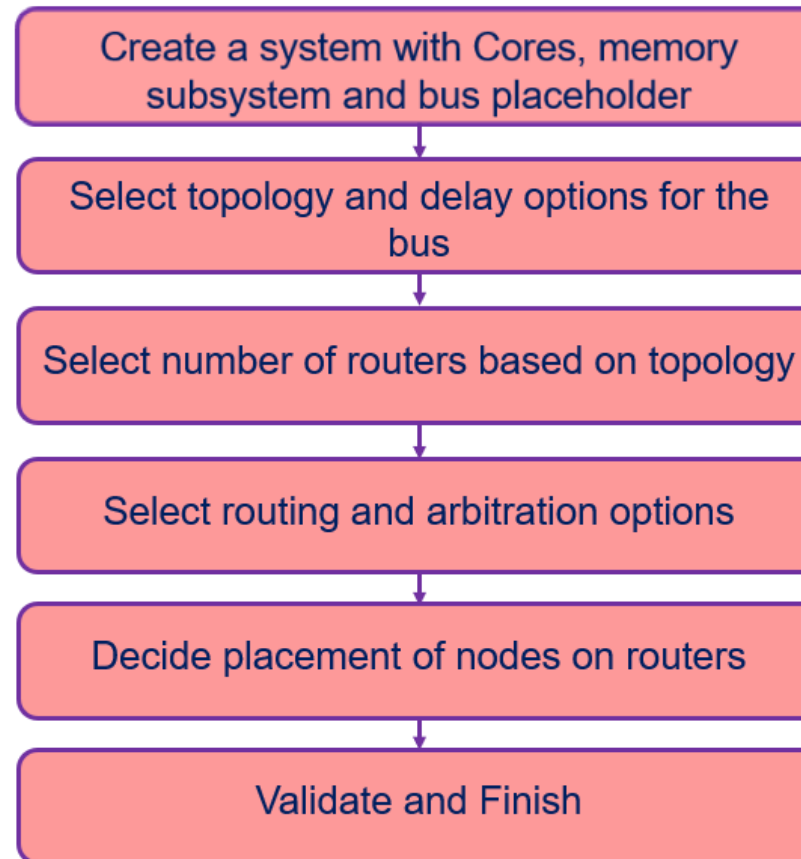 Create a system with Cores, memory
subsystem and bus placeholder
Select topology and delay options for the
bus
Select number of routers based on topology
Select routing and arbitration options
Decide placement of nodes on routers
Validate and Finish